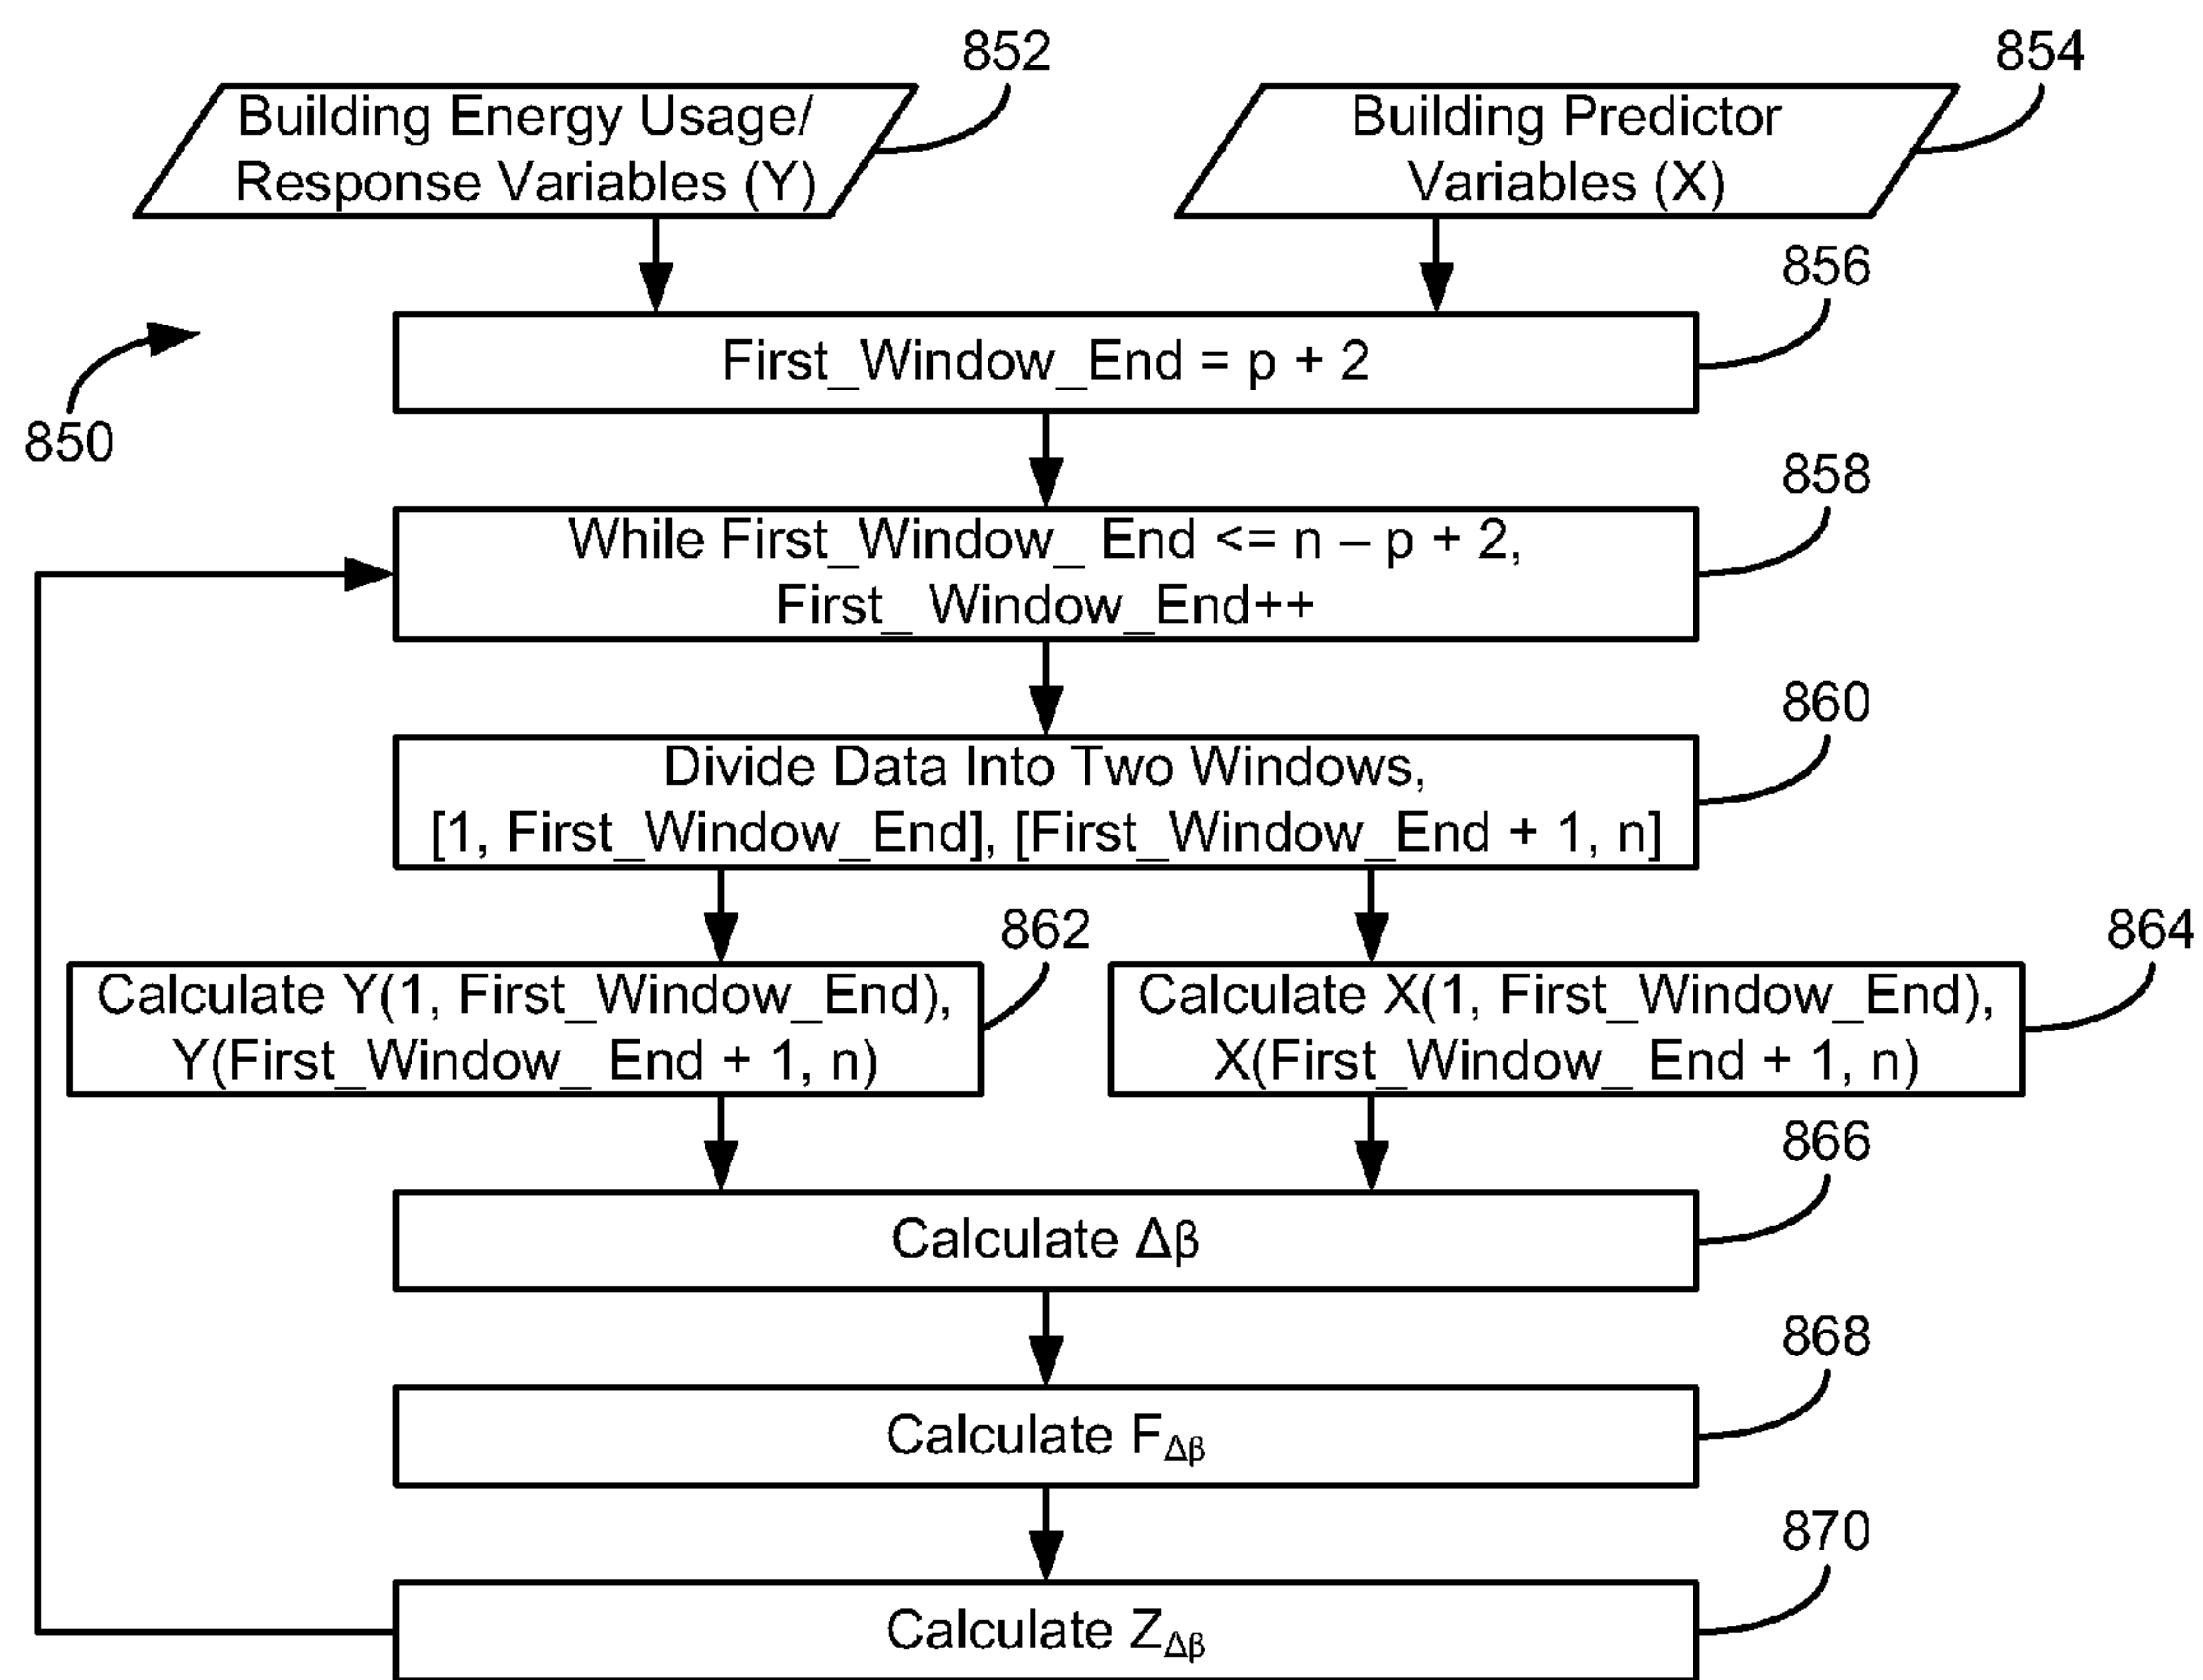 852
854
Building Energy Usage/
Response Variables (Y)
Building Predictor
Variables (X)
856
First_Window_End = p + 2
850
858
While First_Window_ End <= n – p + 2,
First_ Window_End++
860
Divide Data Into Two Windows,
[1, First_Window_End], [First_Window_End + 1, n]
862
864
Calculate Y(1, First_Window_End),
Y(First_Window_ End + 1, n)
Calculate X(1, First_Window_End),
X(First_Window_ End + 1, n)
866
Calculate Δβ
868
Calculate FΔβ
870
Calculate ZΔβ